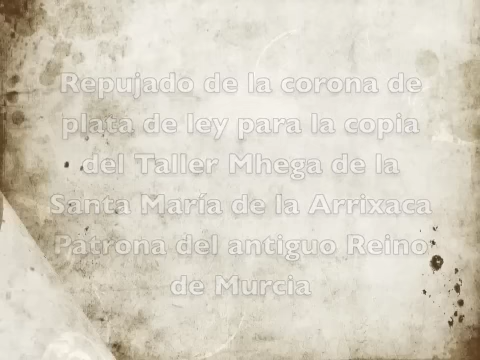 Repujado de la corona de
plata de ley para la copia
del Taller Mhega de la
Santa María de la Arrixaca
Patrona del antiguo Reino
de Murcia